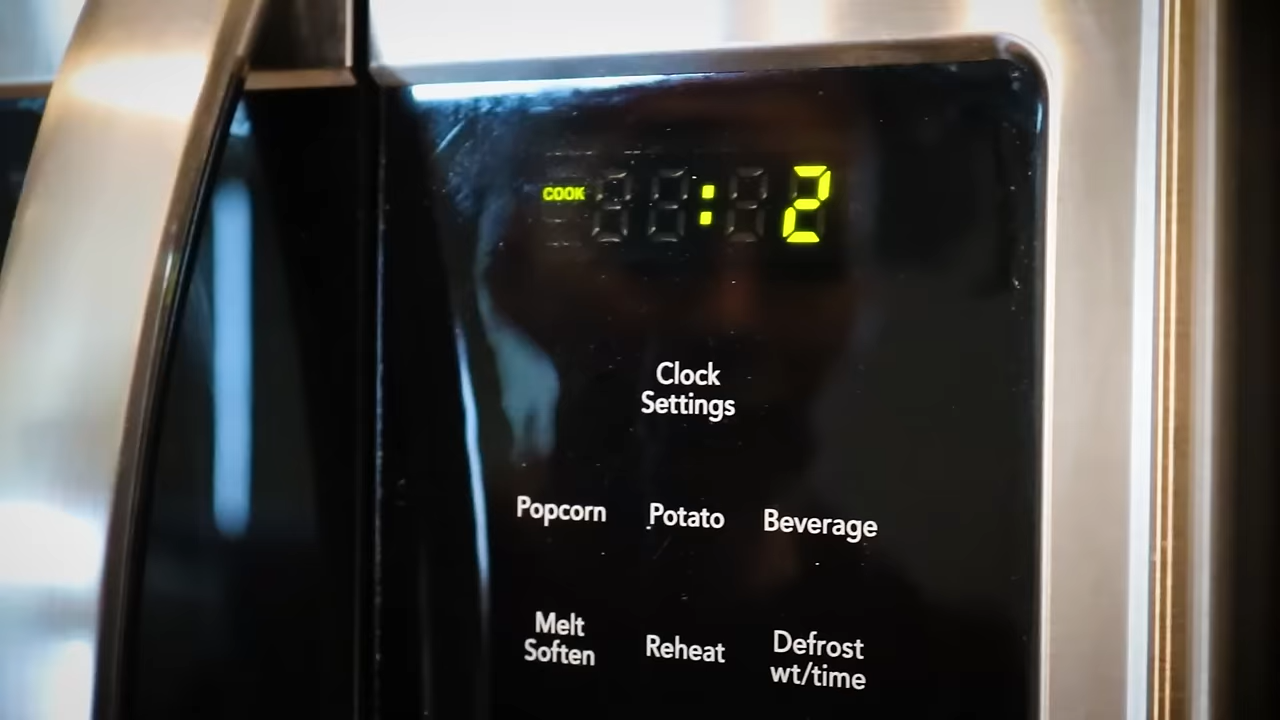 COOK : 2
Clock
Settings
Popcorn Potato Beverage
Melt
Soften
Reheat
Defrost
wt/time